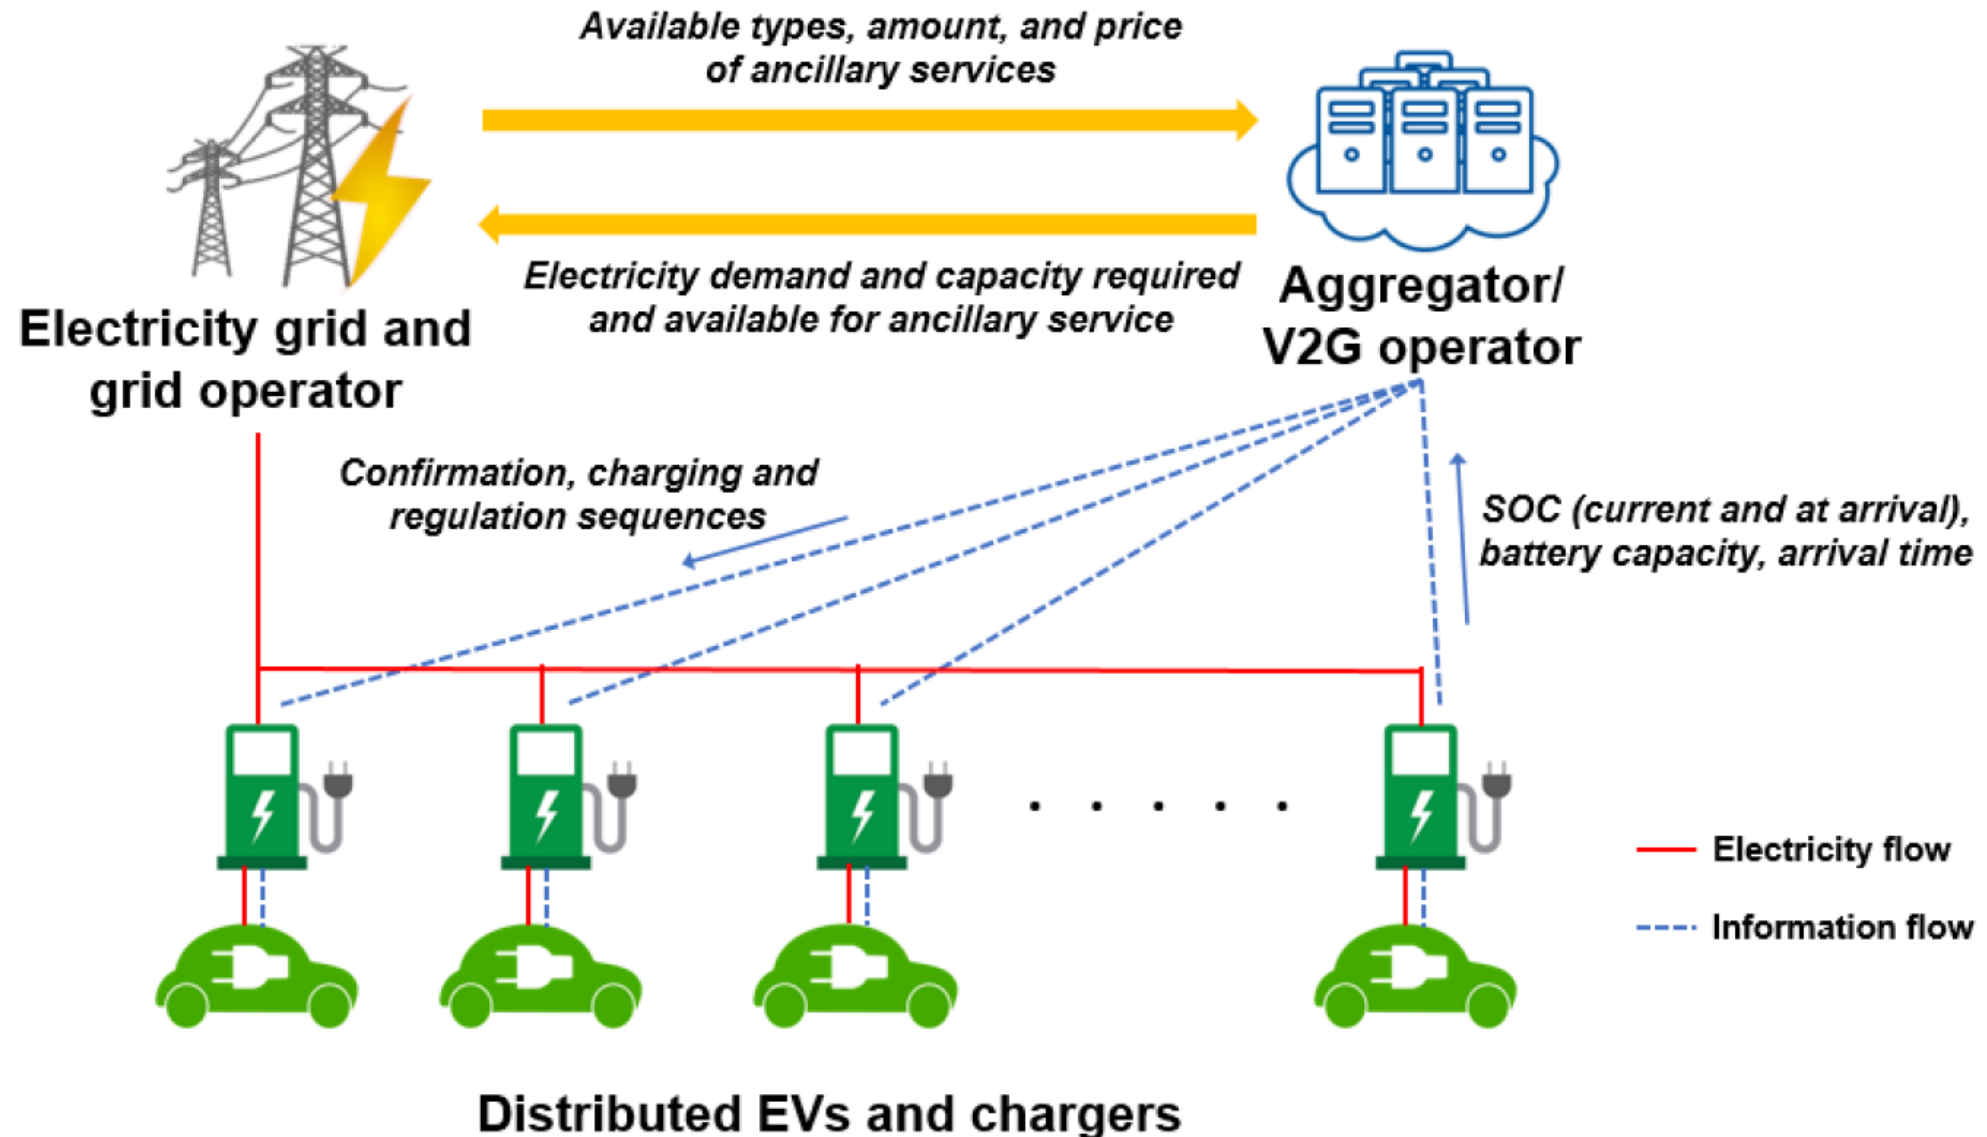 Available types, amount, and price
of ancillary services
Electricity demand and capacity required
and available for ancillary service
Electricity grid and
grid operator
Aggregator/
V2G operator
Confirmation, charging and
regulation sequences
SOC (current and at arrival),
battery capacity, arrival time
Electricity flow
Information flow
Distributed EVs and chargers